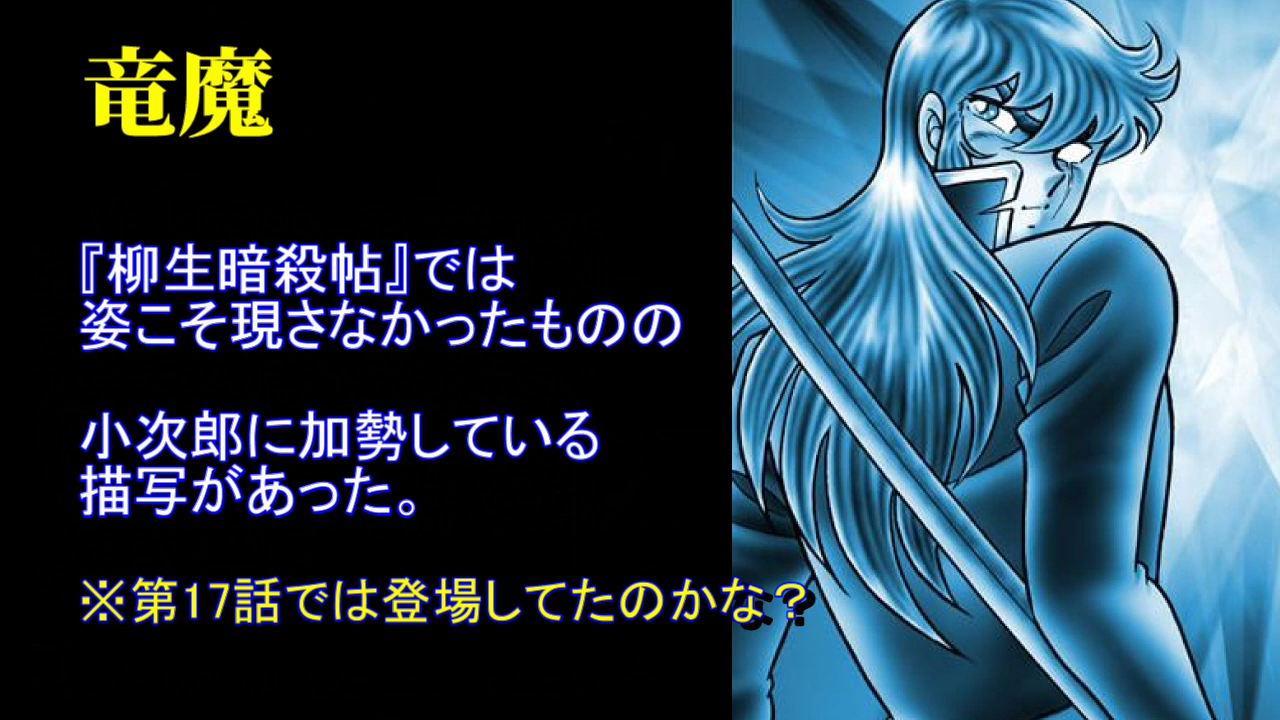 竜魔
『柳生暗殺帖』では
姿こそ現さなかったものの
小次郎に加勢している
描写があった。
※第17話では登場してたのかな？